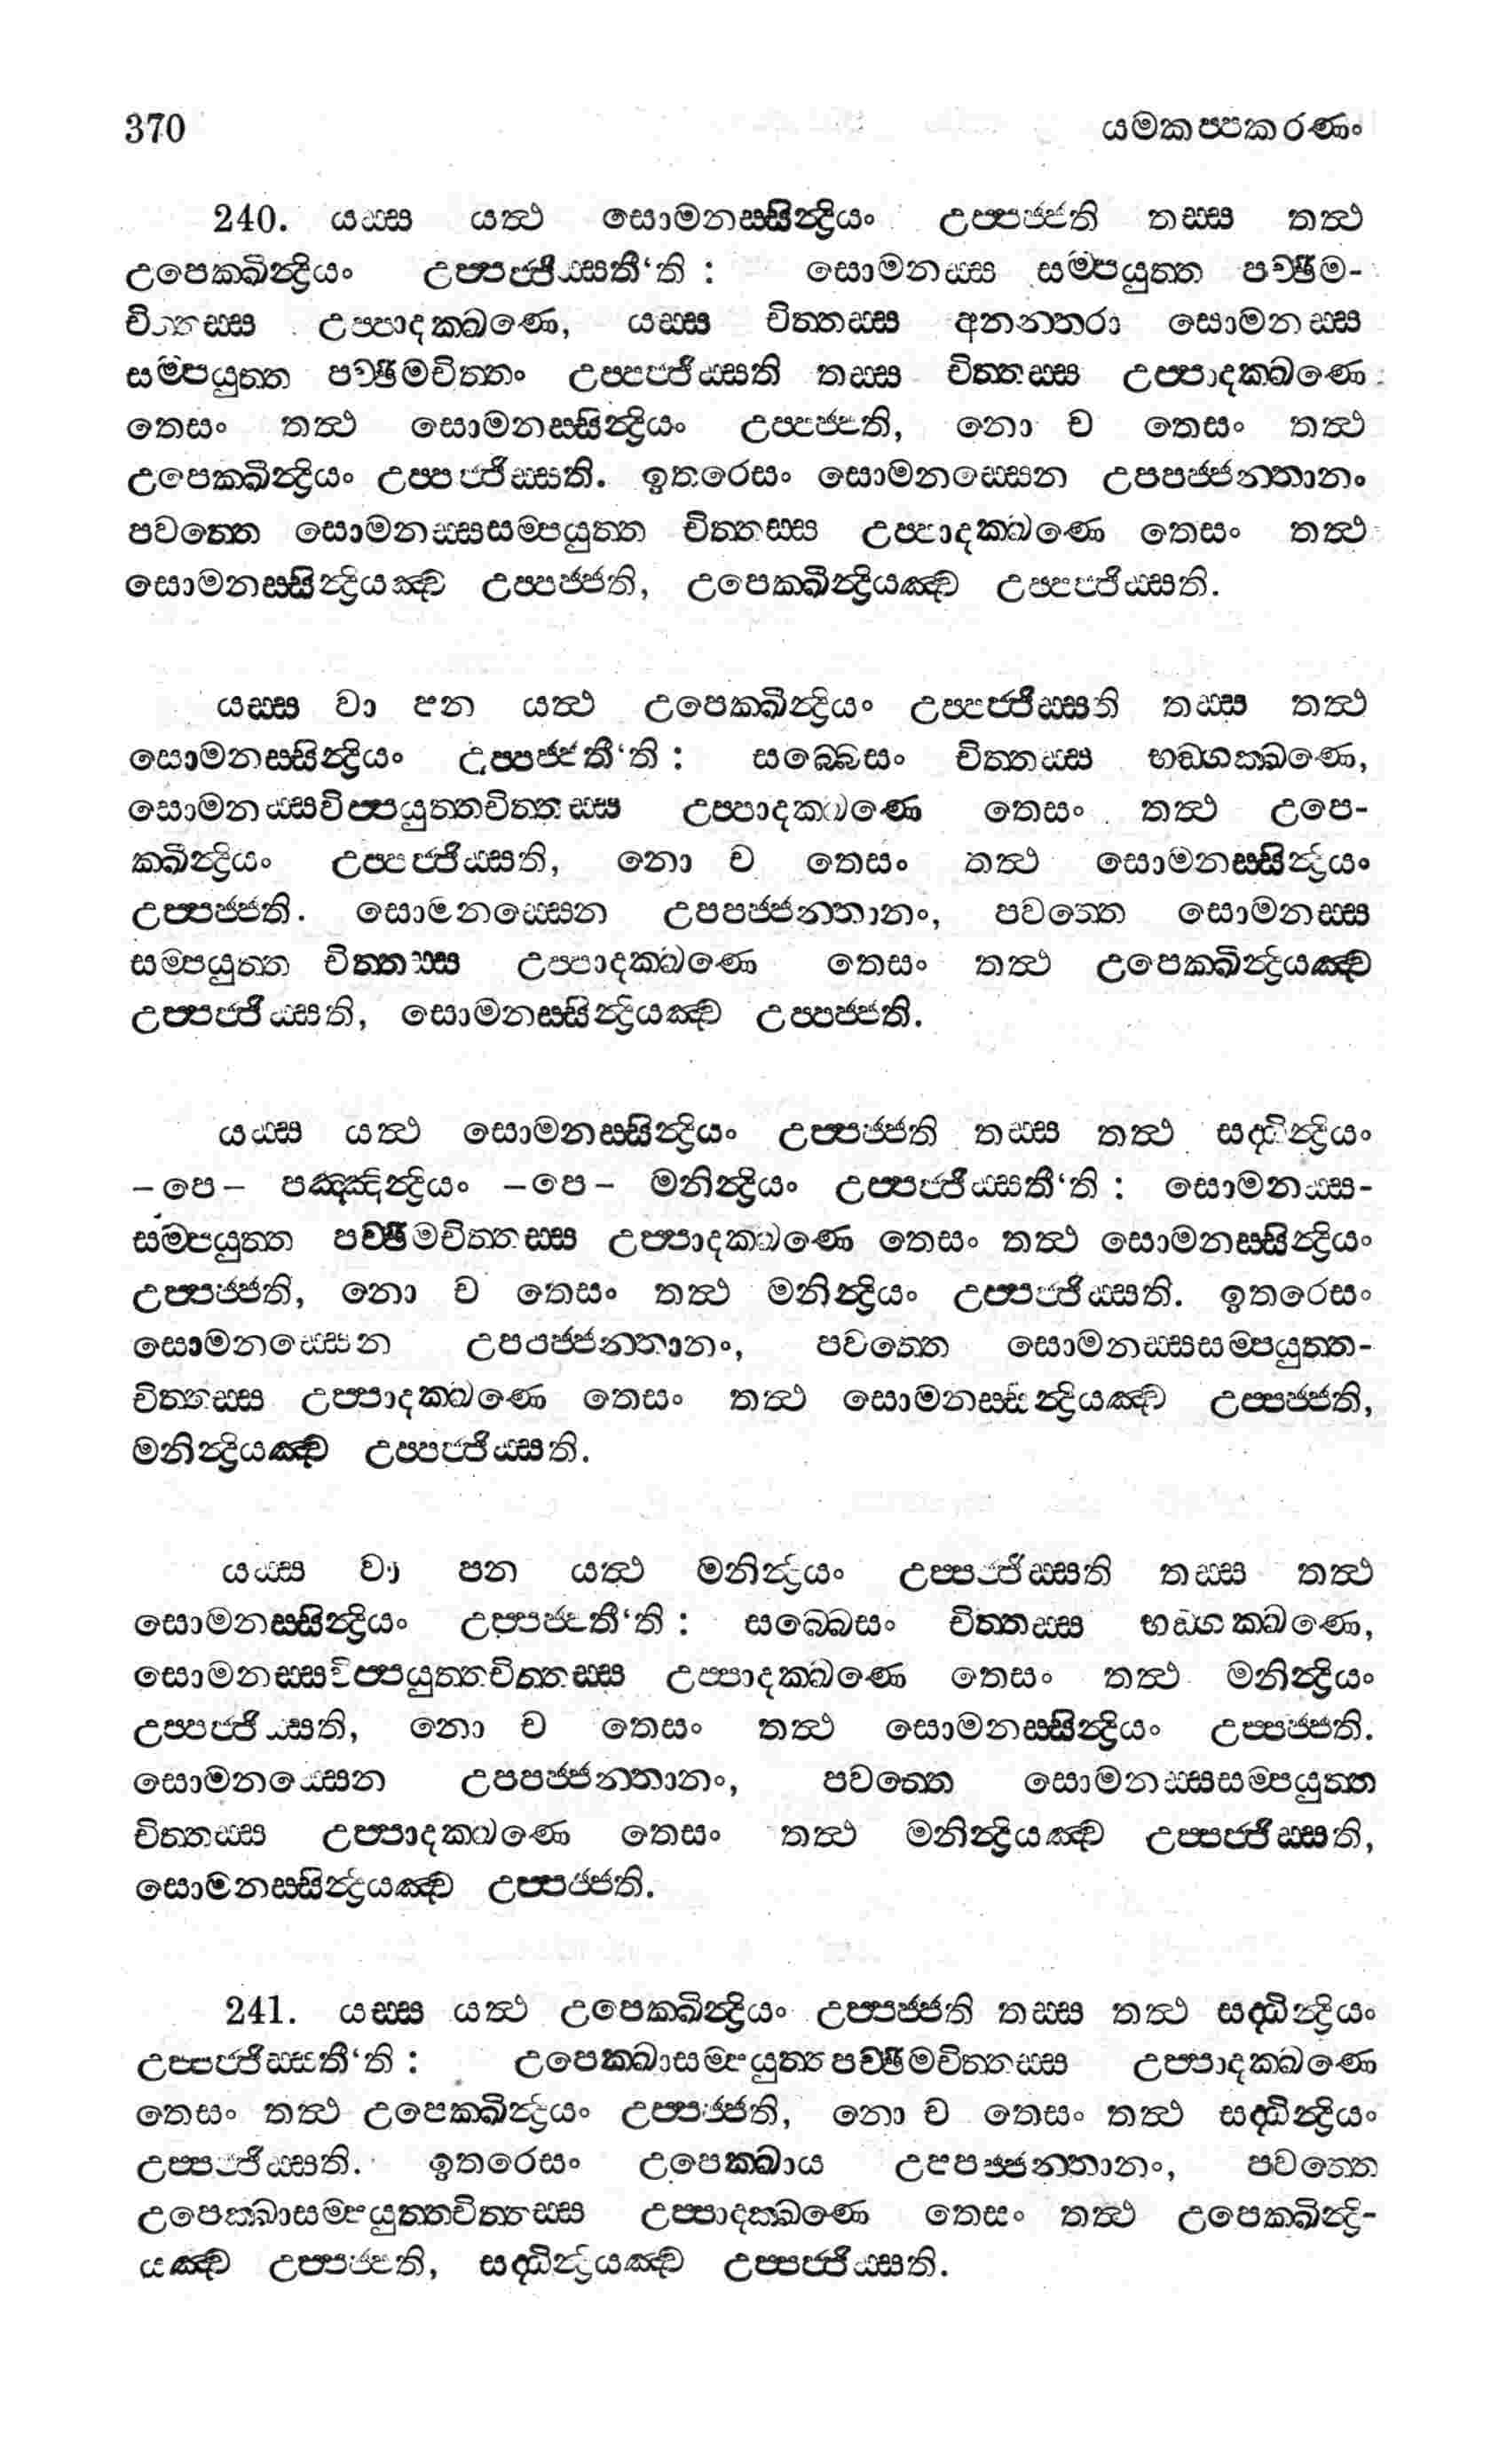 370 යමකප්පකරණං
240. යස්ස යත්ථ සොමනස්සින්ද්‍රියං උප්පජ්ජති තස්ස තත්ථ
උපෙක්ඛින්ද්‍රියං උප්පජ්ජිස්සතී‘ති : සොමනස්ස සම්පයුත්ත පච්ඡිම-
චිත්තස්ස උප්පාදක්ඛණෙ, යස්ස චිත්තස්ස අනන්තරා සොමනස්ස
සම්පයුත්ත පච්ඡිමචිත්තං උප්පජ්ජිස්සති තස්ස චිත්තස්ස උප්පාදක්ඛණෙ
තෙසං තත්ථ සොමනස්සින්ද්‍රියං උප්පජ්ජති, නො ච තෙසං තත්ථ
උපෙක්ඛින්ද්‍රියං උප්පජ්ජිස්සති. ඉතරෙසං සොමනස්සෙන උපපජ්ජන්තානං
පවත්තෙ සොමනස්සසම්පයුත්ත චිත්තස්ස උප්පාදක්ඛණෙ තෙසං තත්ථ
සොමනස්සින්ද්‍රියඤ්ච උප්පජ්ජති, උපෙක්ඛින්ද්‍රියඤ්ච උප්පජ්ජිස්සති.
යස්ස වා පන යත්ථ උපෙක්ඛින්ද්‍රියං උප්පජ්ජිස්සති තස්ස තත්ථ
සොමනස්සින්ද්‍රියං උප්පජ්ජතී‘ති : සබ්බෙසං චිත්තස්ස භඞ්ගක්ඛණෙ,
සොමනස්සවිප්පයුත්තචිත්තස්ස උප්පාදක්ඛණෙ තෙසං තත්ථ උපෙ-
ක්ඛින්ද්‍රියං උප්පජ්ජිස්සති, නො ච තෙසං තත්ථ සොමනස්සින්ද්‍රියං
උප්පජ්ජති. සොමනස්සෙන උපපජ්ජන්තානං, පවත්තෙ සොමනස්ස
සම්පයුත්ත චිත්තස්ස උප්පාදක්ඛණෙ තෙසං තත්ථ උපෙක්ඛින්ද්‍රියඤ්ච
උප්පජ්ජිස්සති, සොමනස්සින්ද්‍රියඤ්ච උප්පජ්ජති.
යස්ස යත්ථ සොමනස්සින්ද්‍රියං උප්පජ්ජති තස්ස තත්ථ සද්ධින්ද්‍රියං
–පෙ– පඤ්ඤින්ද්‍රියං –පෙ– මනින්ද්‍රියං උප්පජ්ජිස්සතී‘ති : සොමනස්ස-
සම්පයුත්ත පච්ඡිමචිත්තස්ස උප්පාදක්ඛණෙ තෙසං තත්ථ සොමනස්සින්ද්‍රියං
උප්පජ්ජති, නො ච තෙසං තත්ථ මනින්ද්‍රියං උප්පජ්ජිස්සති. ඉතරෙසං
සොමනස්සෙන උපපජ්ජන්තානං, පවත්තෙ සොමනස්සසම්පයුත්ත-
චිත්තස්ස උප්පාදක්ඛණෙ තෙසං තත්ථ සොමනස්සින්ද්‍රියඤ්ච උප්පජ්ජති,
මනින්ද්‍රියඤ්ච උප්පජ්ජිස්සති.
යස්ස වා පන යත්ථ මනින්ද්‍රියං උප්පජ්ජිස්සති තස්ස තත්ථ
සොමනස්සින්ද්‍රියං උප්පජ්ජතී‘ති : සබ්බෙසං චිත්තස්ස භඞ්ගක්ඛණෙ,
සොමනස්සවිප්පයුත්තචිත්තස්ස උප්පාදක්ඛණෙ තෙසං තත්ථ මනින්ද්‍රියං
උප්පජ්ජිස්සති, නො ච තෙසං තත්ථ සොමනස්සින්ද්‍රියං උප්පජ්ජති.
සොමනස්සෙන උපපජ්ජන්තානං, පවත්තෙ සොමනස්සසම්පයුත්ත
චිත්තස්ස උප්පාදක්ඛණෙ තෙසං තත්ථ මනින්ද්‍රියඤ්ච උප්පජ්ජිස්සති,
සොමනස්සින්ද්‍රියඤ්ච උප්පජ්ජති.
241. යස්ස යත්ථ උපෙක්ඛින්ද්‍රියං උප්පජ්ජති තස්ස තත්ථ සද්ධින්ද්‍රියං
උප්පජ්ජිස්සතී‘ති : උපෙක්ඛාසම්පයුත්තපච්ඡිමචිත්තස්ස උප්පාදක්ඛණෙ
තෙසං තත්ථ උපෙක්ඛින්ද්‍රියං උප්පජ්ජති, නො ච තෙසං තත්ථ සද්ධින්ද්‍රියං
උප්පජ්ජිස්සති. ඉතරෙසං උපෙක්ඛාය උපපජ්ජන්තානං, පවත්තෙ
උපෙක්ඛාසම්පයුත්තචිත්තස්ස උප්පාදක්ඛණෙ තෙසං තත්ථ උපෙක්ඛින්ද්‍රි-
යඤ්ච උප්පජ්ජති, සද්ධින්ද්‍රියඤ්ච උප්පජ්ජිස්සති.